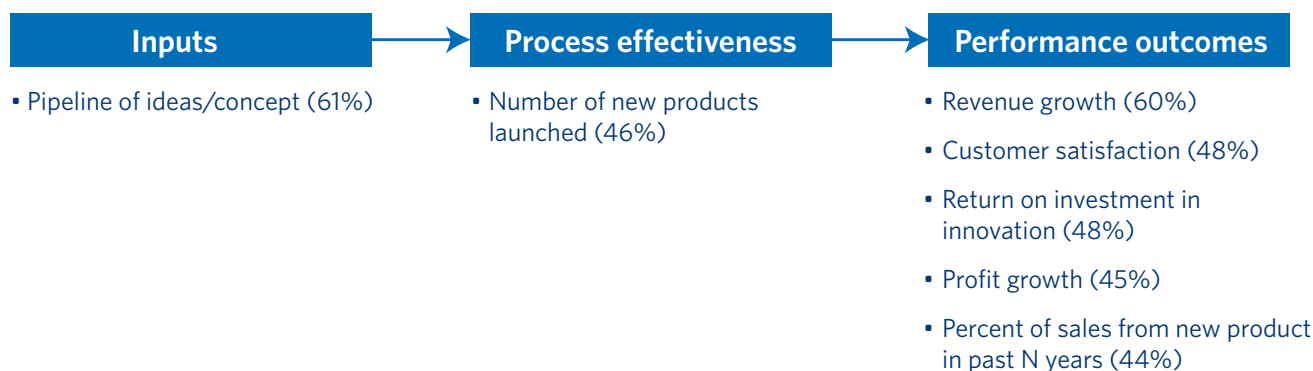 Inputs
• Pipeline of ideas/concept (61%)
Process effectiveness
• Number of new products
launched (46%)
Performance outcomes
• Revenue growth (60%)
• Customer satisfaction (48%)
• Return on investment in
innovation (48%)
• Profit growth (45%)
• Percent of sales from new product
in past N years (44%)